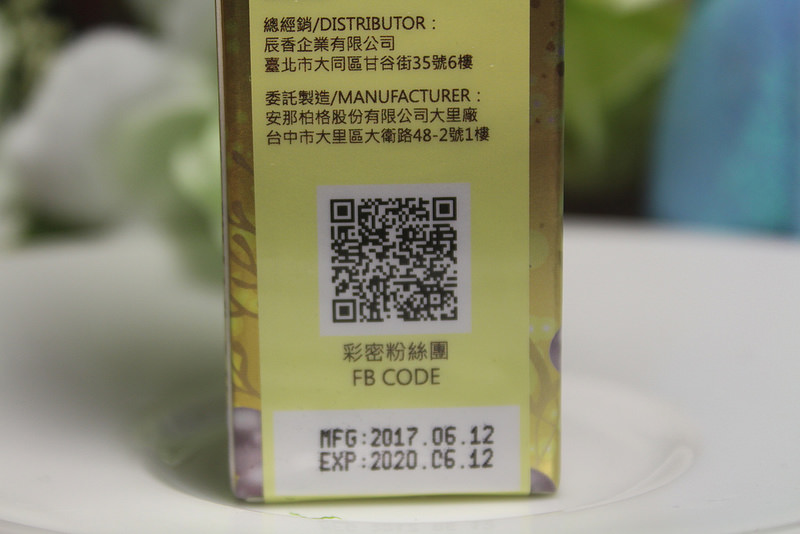 總經銷/DISTRIBUTOR：
辰香企業有限公司
臺北市大同區甘谷街35號6樓
委託製造/MANUFACTURER：
安那柏格股份有限公司大里廠
台中市大里區大衛路48-2號1樓
彩密粉絲團
FB CODE
MFG:2017.06.12
EXP:2020.06.12